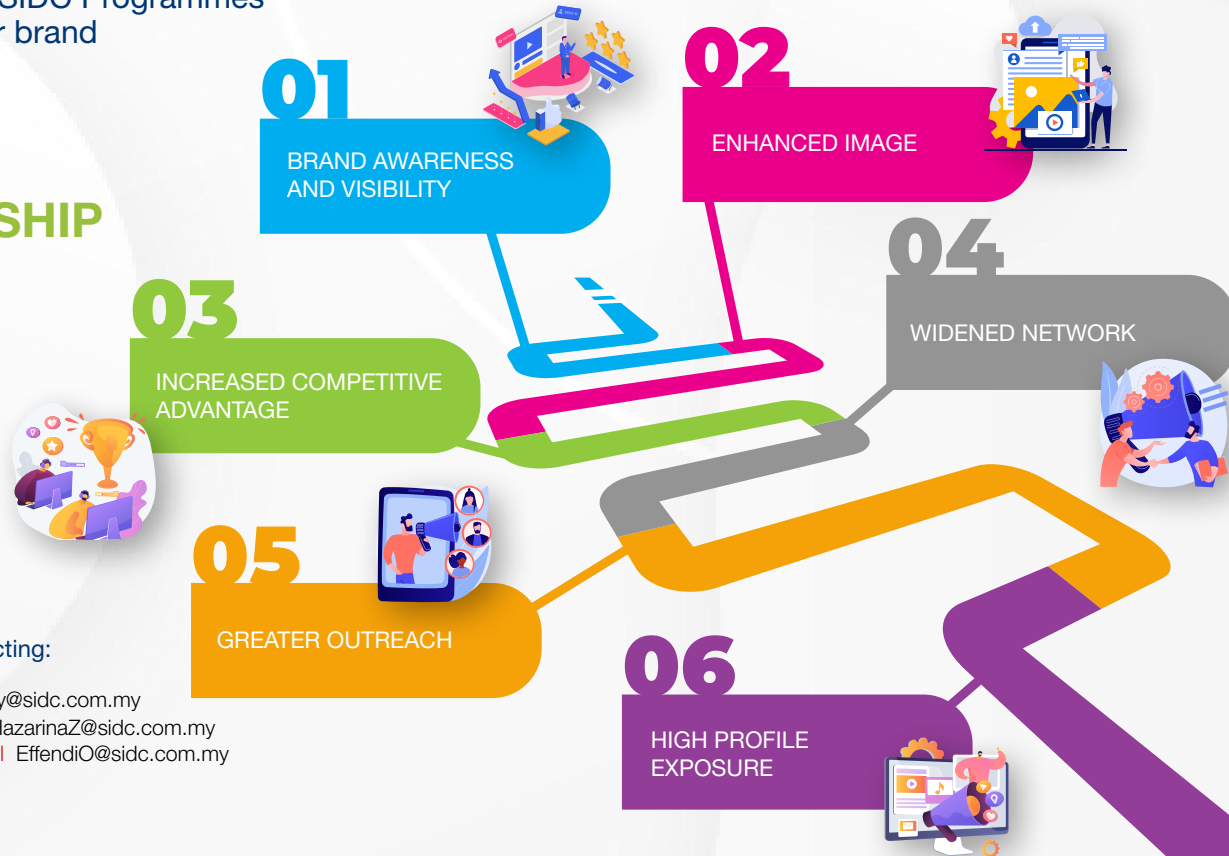 SIDC Programmes
r brand
SHIP
01
BRAND AWARENESS
AND VISIBILITY
02
ENHANCED IMAGE
03
INCREASED COMPETITIVE
ADVANTAGE
04
WIDENED NETWORK
05
GREATER OUTREACH
06
HIGH PROFILE
EXPOSURE
cting:
y@sidc.com.my
HazarinaZ@sidc.com.my
| EffendiO@sidc.com.my